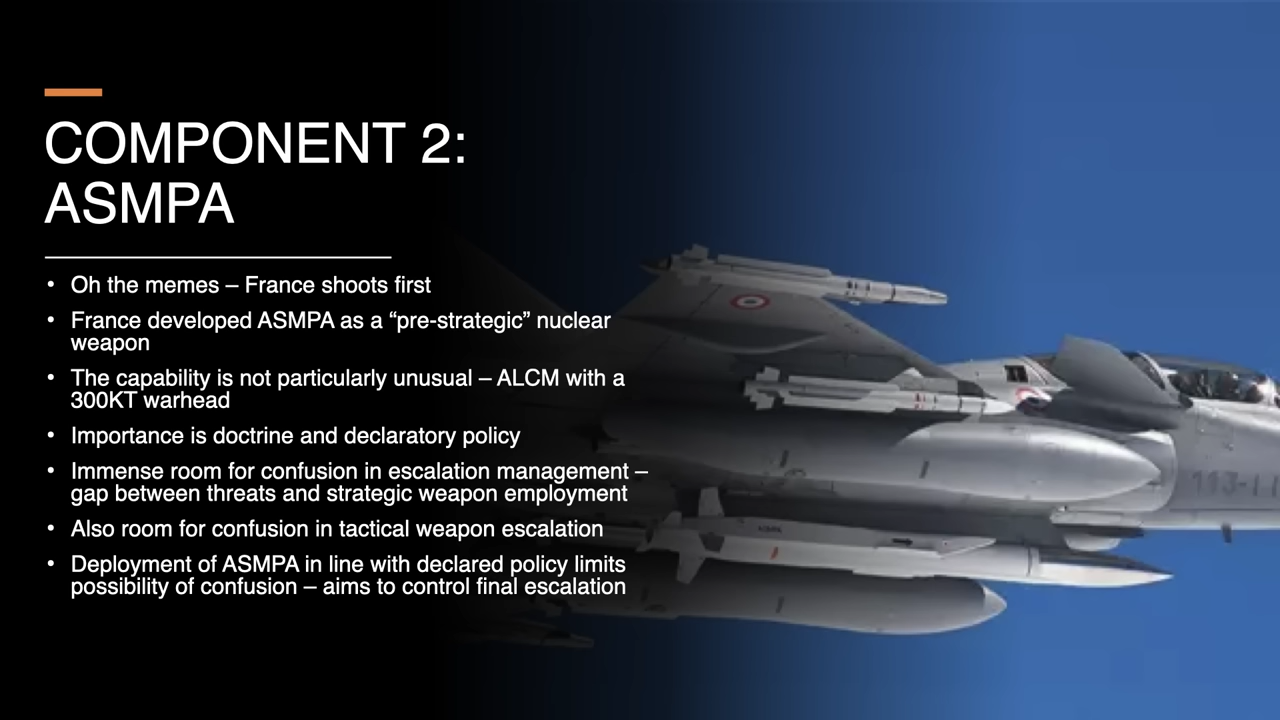 COMPONENT 2:
ASMPA
• Oh the memes – France shoots first
• France developed ASMPA as a “pre-strategic” nuclear
weapon
• The capability is not particularly unusual – ALCM with a
300KT warhead
• Importance is doctrine and declaratory policy
• Immense room for confusion in escalation management –
gap between threats and strategic weapon employment
• Also room for confusion in tactical weapon escalation
• Deployment of ASMPA in line with declared policy limits
possibility of confusion – aims to control final escalation
ASMPA